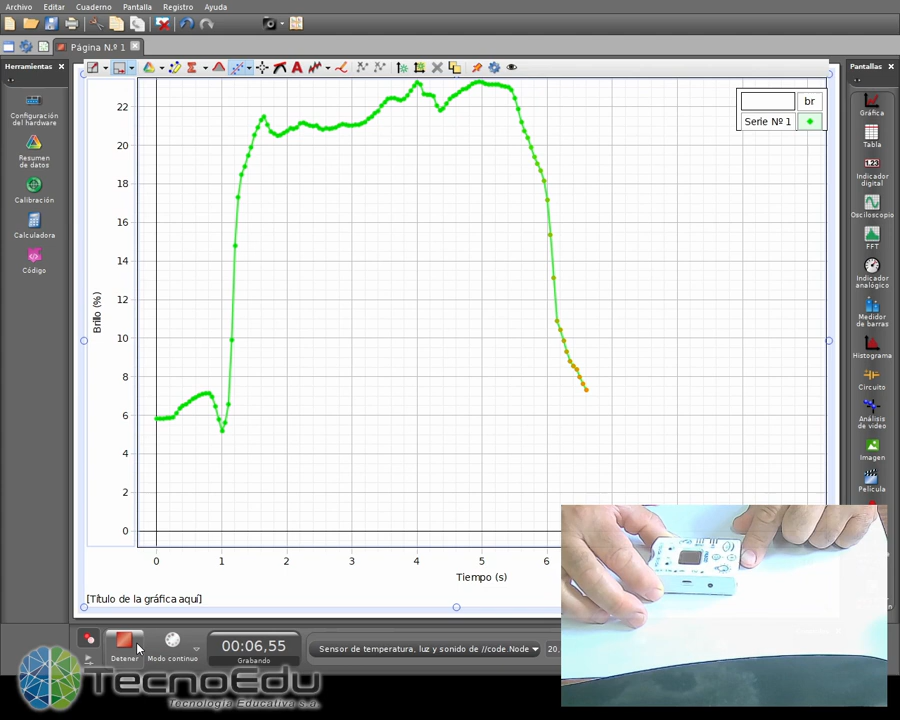 Archivo Editar Cuaderno Pantalla Registro Ayuda
Página N.º 1
Herramientas
Configuración
del hardware
Resumen
de datos
Calibración
Calculadora
Código
Brillo (%)
22
20
18
16
14
12
10
8
6
4
2
0
0 1 2 3 4 5 6
Tiempo (s)
[Título de la gráfica aquí]
br
Serie Nº 1
Pantallas
Gráfica
Tabla
1.23
Indicador
digital
Osciloscopio
FFT
Indicador
analógico
Medidor
de barras
Histograma
Circuito
Análisis
de video
Imagen
Película
Detener
Modo continuo
00:06,55
Grabando
Sensor de temperatura, luz y sonido de //code.Node
20,
TecnoEdu
Tecnología Educativa s.a.